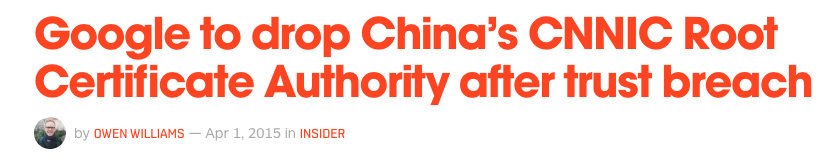 Google to drop China’s CNNIC Root
Certificate Authority after trust breach
by OWEN WILLIAMS — Apr 1, 2015 in INSIDER